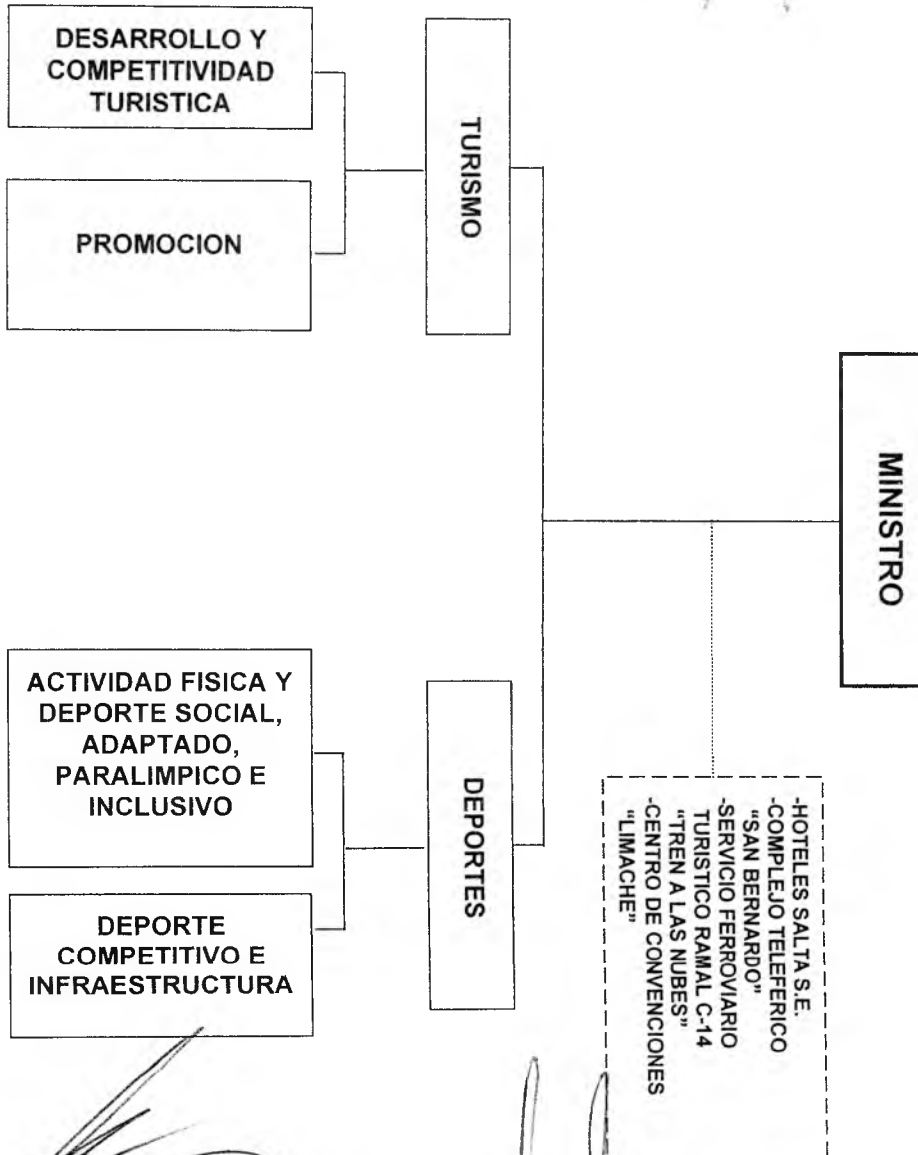 MINISTRO
-HOTELES SALTA S.E.
-COMPLEJO TELEFERICO
"SAN BERNARDO"
-SERVICIO FERROVIARIO
TURISTICO RAMAL C-14
"TREN A LAS NUBES"
-CENTRO DE CONVENCIONES
"LIMACHE"
TURISMO
DESARROLLO Y
COMPETITIVIDAD
TURISTICA
PROMOCION
DEPORTES
ACTIVIDAD FISICA Y
DEPORTE SOCIAL,
ADAPTADO,
PARALIMPICO E
INCLUSIVO
DEPORTE
COMPETITIVO E
INFRAESTRUCTURA